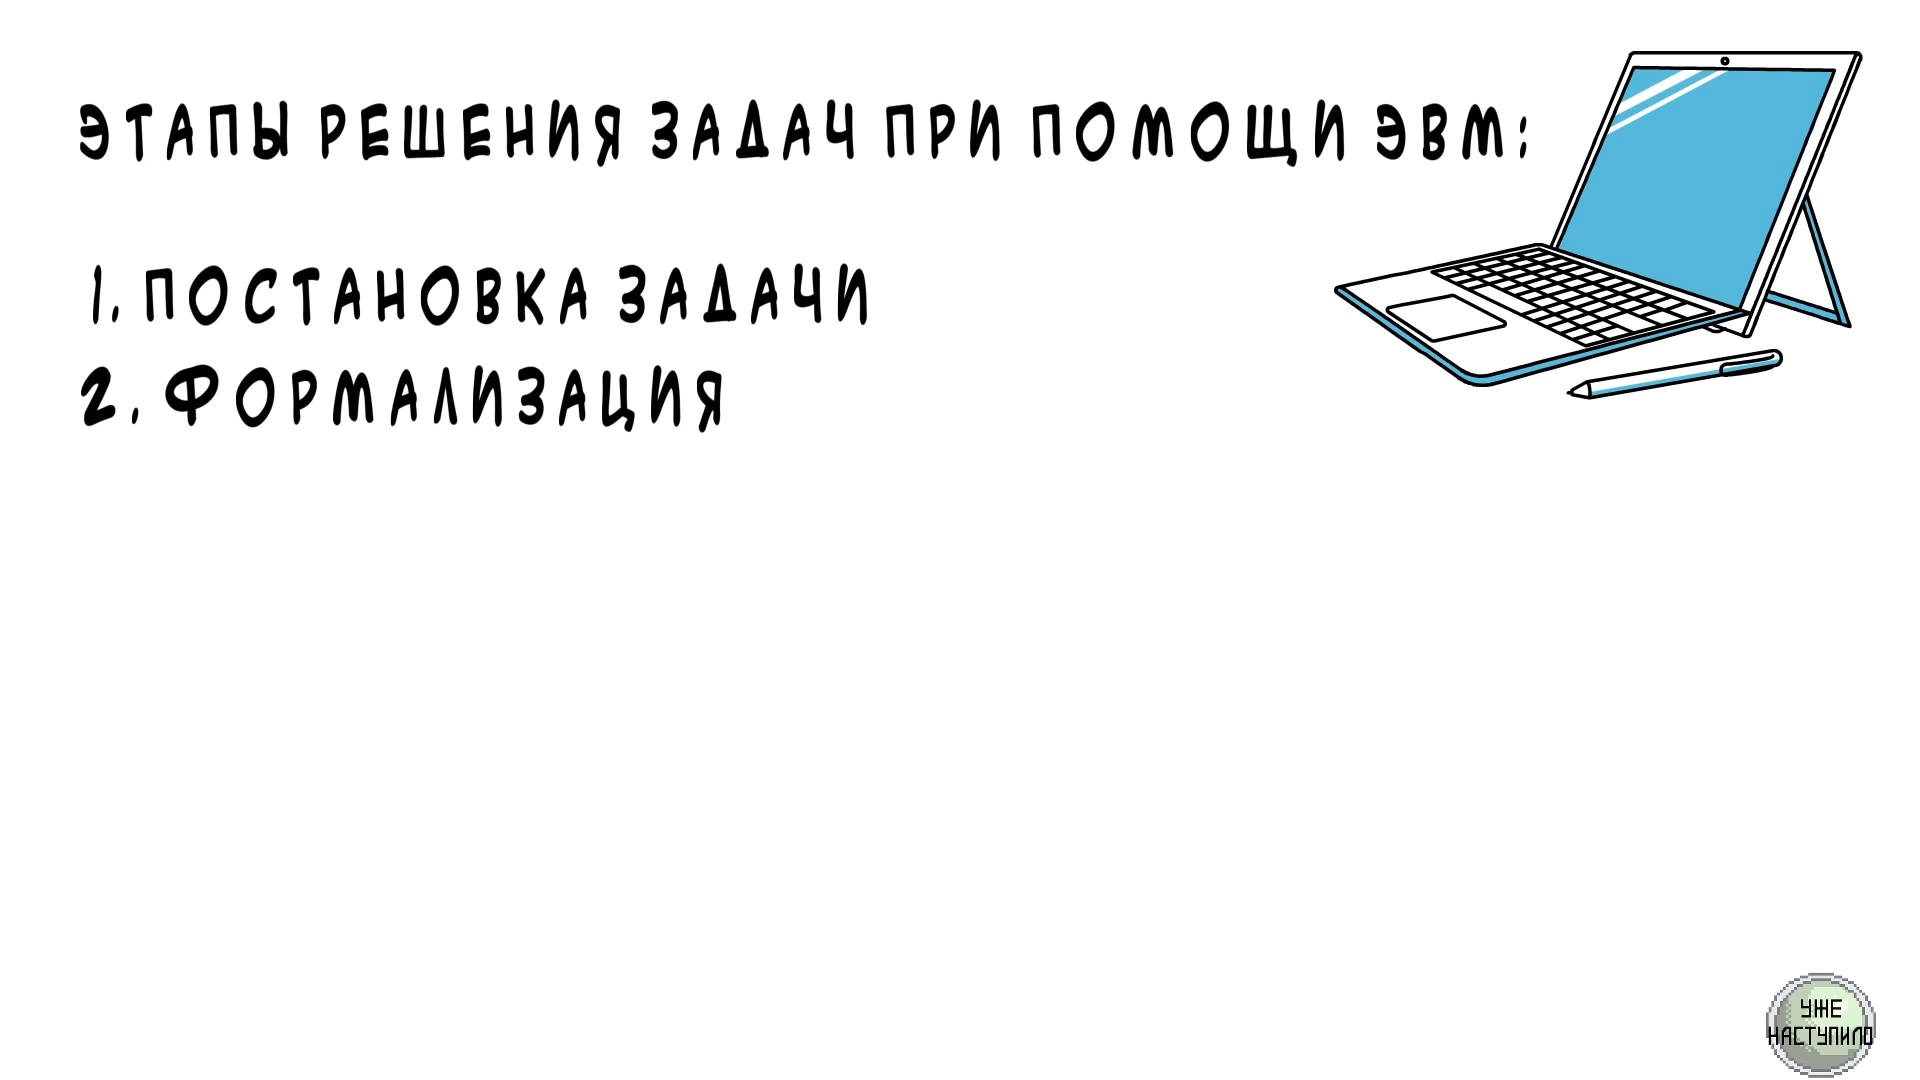 ЭТАПЫ РЕШЕНИЯ ЗАДАЧ ПРИ ПОМОЩИ ЭВМ:
1. ПОСТАНОВКА ЗАДАЧИ
2. ФОРМАЛИЗАЦИЯ
УЖЕ
НАСТУПИЛО